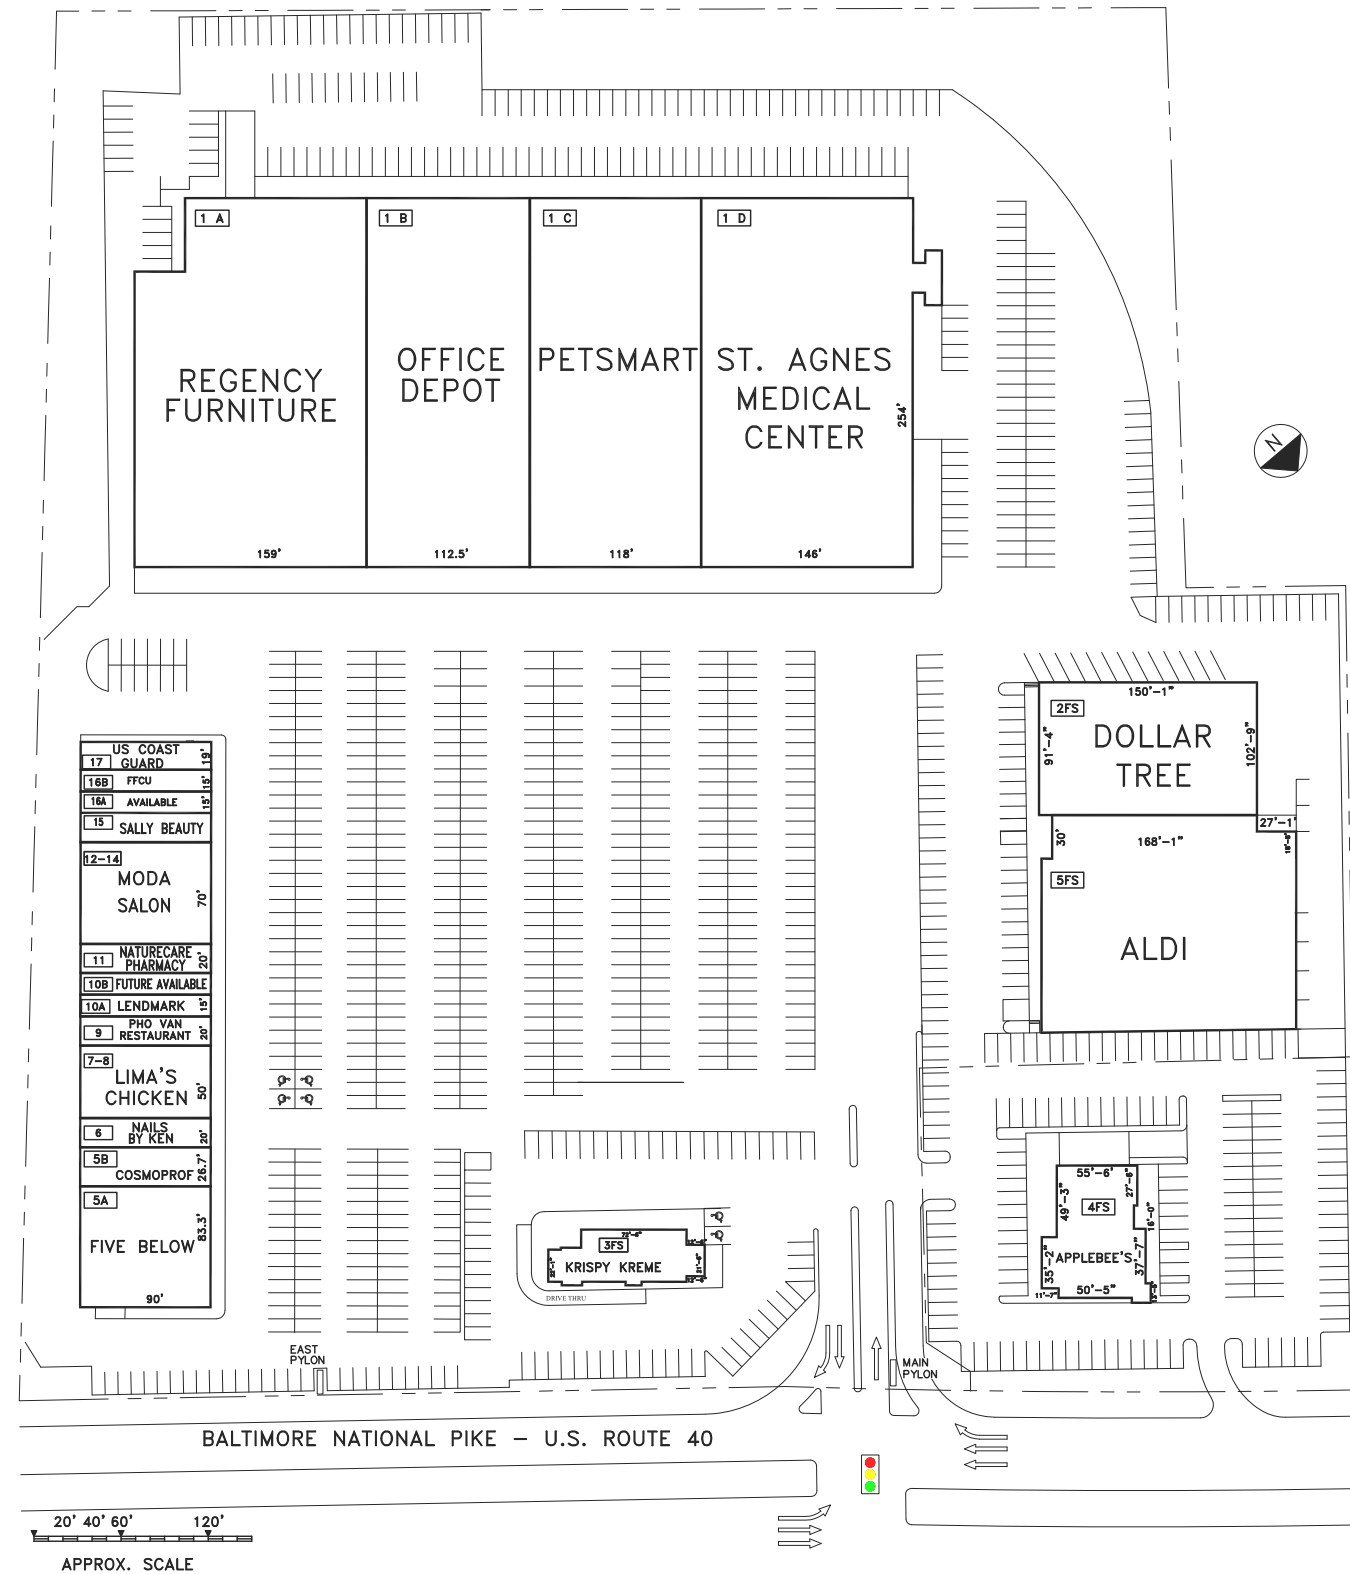 1 A
1 B
1 C
1 D
REGENCY
FURNITURE
OFFICE
DEPOT
PETSMART
ST. AGNES
MEDICAL
CENTER
254'
159'
112.5'
118'
146'
N
150'-1"
2FS
DOLLAR
TREE
91'-4"
102'-9"
27'-1'
30'
168'-1"
5FS
ALDI
US COAST
GUARD
17
19'
16B
FFCU
15'
16A
AVAILABLE
15'
15
SALLY BEAUTY
12-14
MODA
SALON
70'
11
NATURECARE
PHARMACY
20'
10B
FUTURE AVAILABLE
10A
LENDMARK
15'
9
PHO VAN
RESTAURANT
20'
7-8
LIMA'S
CHICKEN
50'
6
NAILS
BY KEN
20'
5B
COSMOPROF
26.7'
5A
FIVE BELOW
83.3'
90'
3FS
KRISPY KREME
DRIVE THRU
55'-6'
27'-6"
49'-3"
4FS
16'-0"
APPLEBEE'S
35'-2"
37'-7"
50'-5"
11'-7"
EAST
PYLON
MAIN
PYLON
BALTIMORE NATIONAL PIKE - U.S. ROUTE 40
20' 40' 60' 120'
APPROX. SCALE